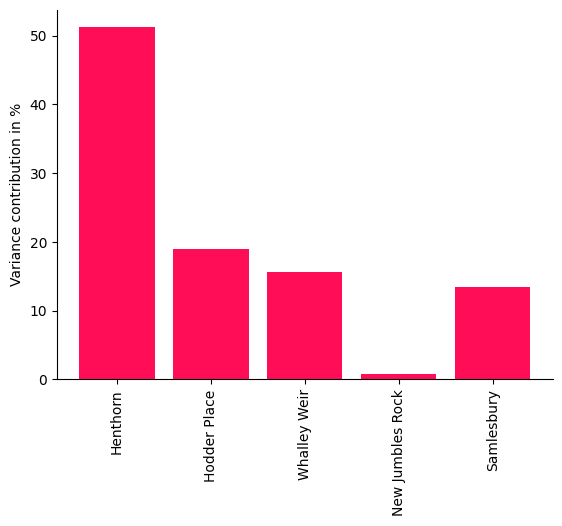 Variance contribution in %
50
40
30
20
10
0
Henthorn
Hodder Place
Whalley Weir
New Jumbles Rock
Samlesbury